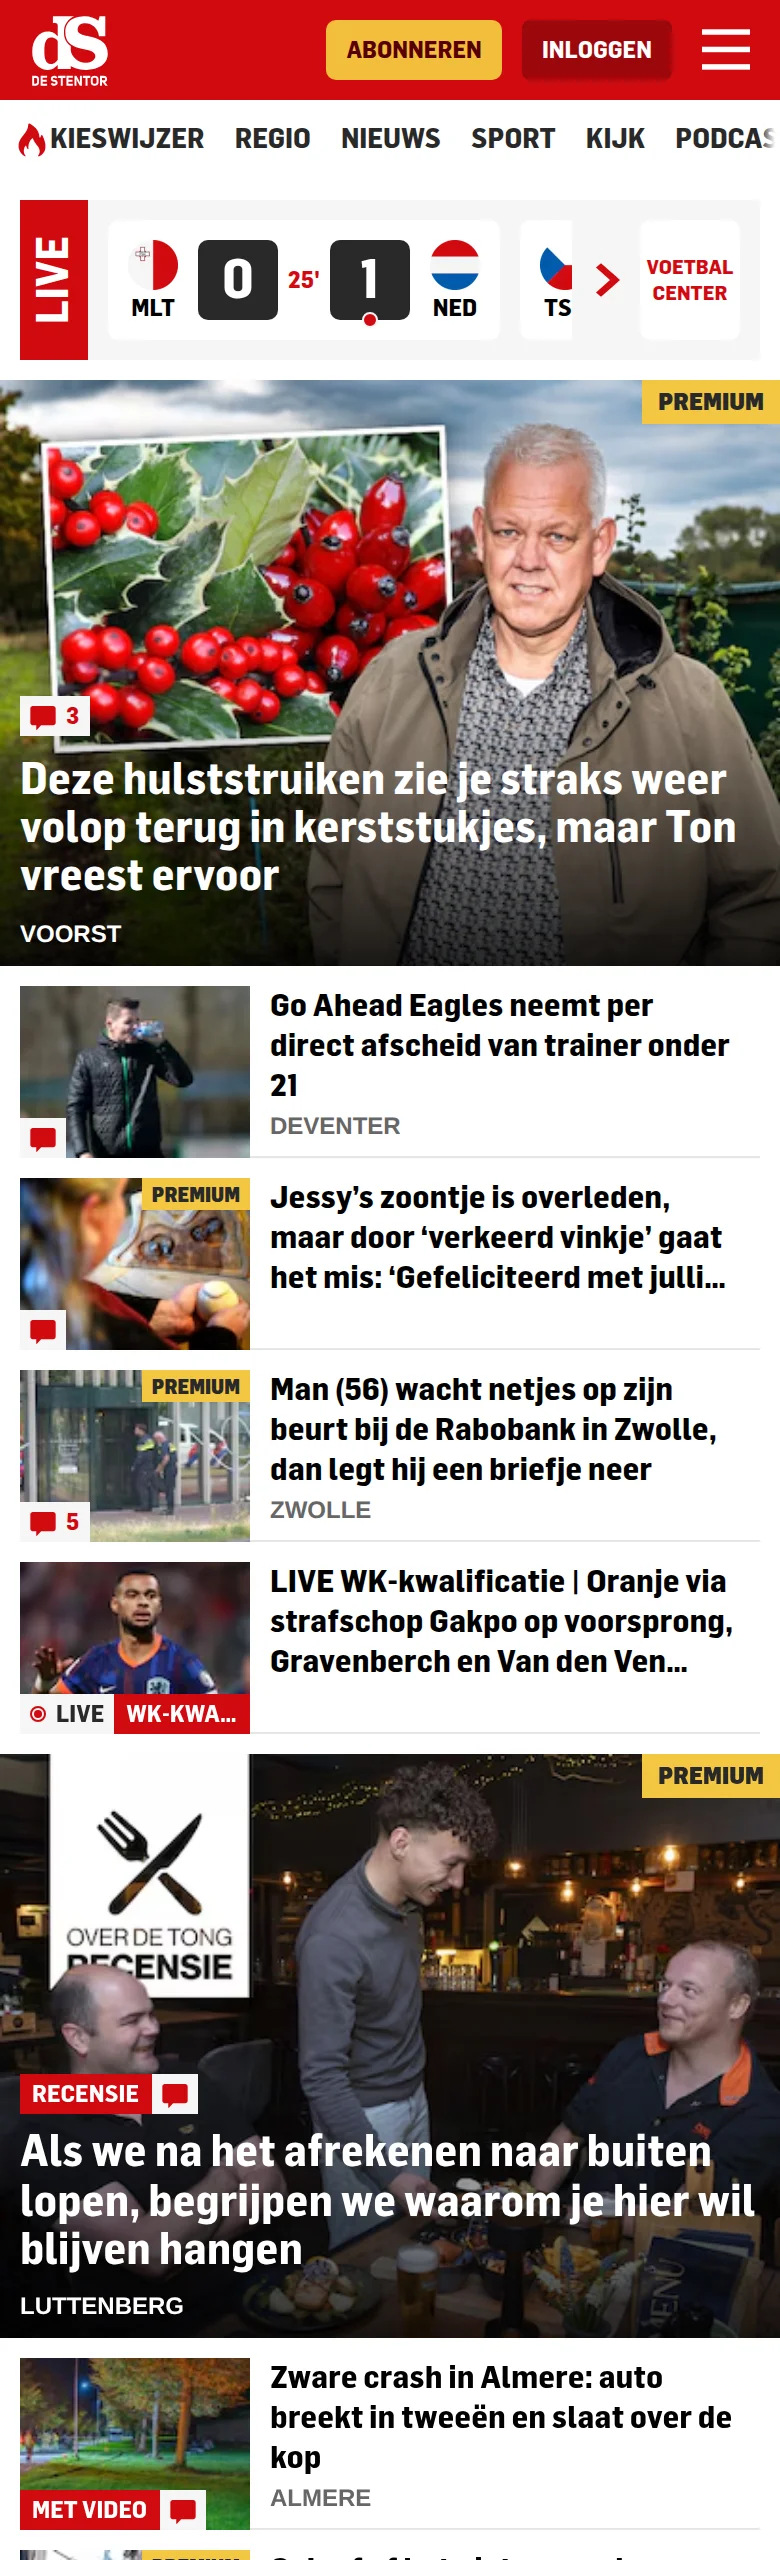 dS
DE STENTOR
ABONNEREN
INLOGGEN
KIESWIJZER REGIO NIEUWS SPORT KIJK PODCAS
LIVE
MLT
0
25'
1
NED
TS
VOETBAL
CENTER
PREMIUM
3
Deze hulststruiken zie je straks weer
volop terug in kerststukjes, maar Ton
vreest ervoor
VOORST
Go Ahead Eagles neemt per
direct afscheid van trainer onder
21
DEVENTER
PREMIUM
Jessy’s zoontje is overleden,
maar door ‘verkeerd vinkje’ gaat
het mis: ‘Gefeliciteerd met julli...
PREMIUM
5
Man (56) wacht netjes op zijn
beurt bij de Rabobank in Zwolle,
dan legt hij een briefje neer
ZWOLLE
LIVE WK-KWA...
LIVE WK-kwalificatie | Oranje via
strafschop Gakpo op voorsprong,
Gravenberch en Van den Ven...
PREMIUM
OVER DE TONG
RECENSIE
RECENSIE
Als we na het afrekenen naar buiten
lopen, begrijpen we waarom je hier wil
blijven hangen
MENU
LUTTENBERG
MET VIDEO
Zware crash in Almere: auto
breekt in tweeën en slaat over de
kop
ALMERE
PREMIUM